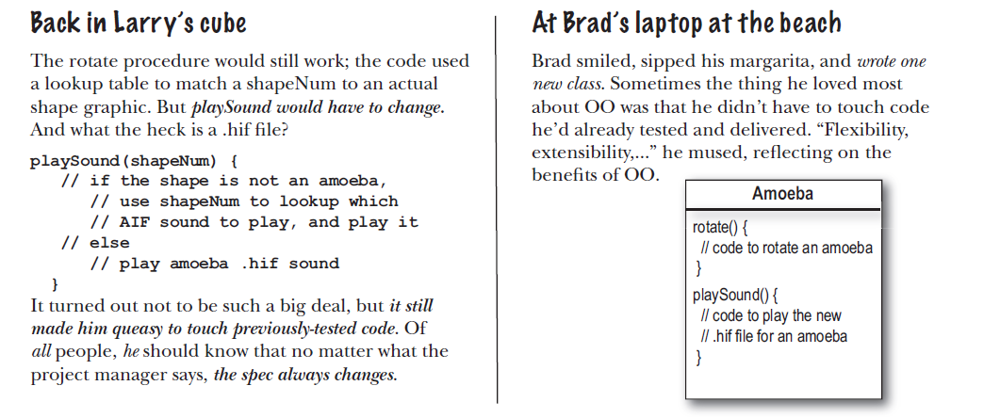 Back in Larry's cube
The rotate procedure would still work; the code used
a lookup table to match a shapeNum to an actual
shape graphic. But playSound would have to change.
And what the heck is a .hif file?
playSound(shapeNum) {
// if the shape is not an amoeba,
// use shapeNum to lookup which
// AIF sound to play, and play it
// else
// play amoeba .hif sound
}
It turned out not to be such a big deal, but it still
made him queasy to touch previously-tested code. Of
all people, he should know that no matter what the
project manager says, the spec always changes.
At Brad's laptop at the beach
Brad smiled, sipped his margarita, and wrote one
new class. Sometimes the thing he loved most
about OO was that he didn't have to touch code
he'd already tested and delivered. “Flexibility,
extensibility,...” he mused, reflecting on the
benefits of OO.
Amoeba
rotate() {
// code to rotate an amoeba
}
playSound() {
// code to play the new
// .hif file for an amoeba
}